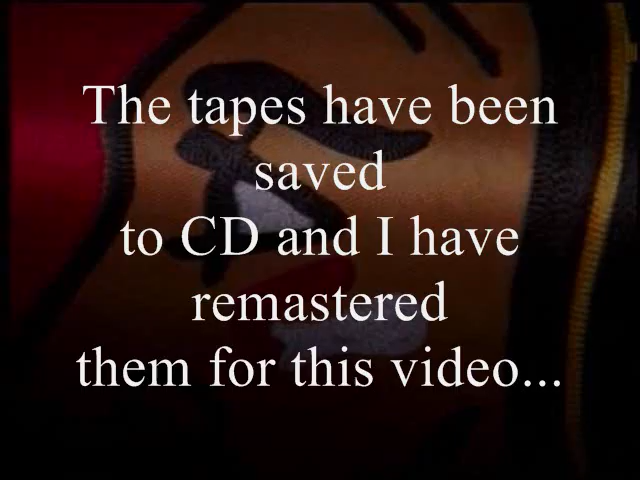 The tapes have been
saved
to CD and I have
remastered
them for this video...